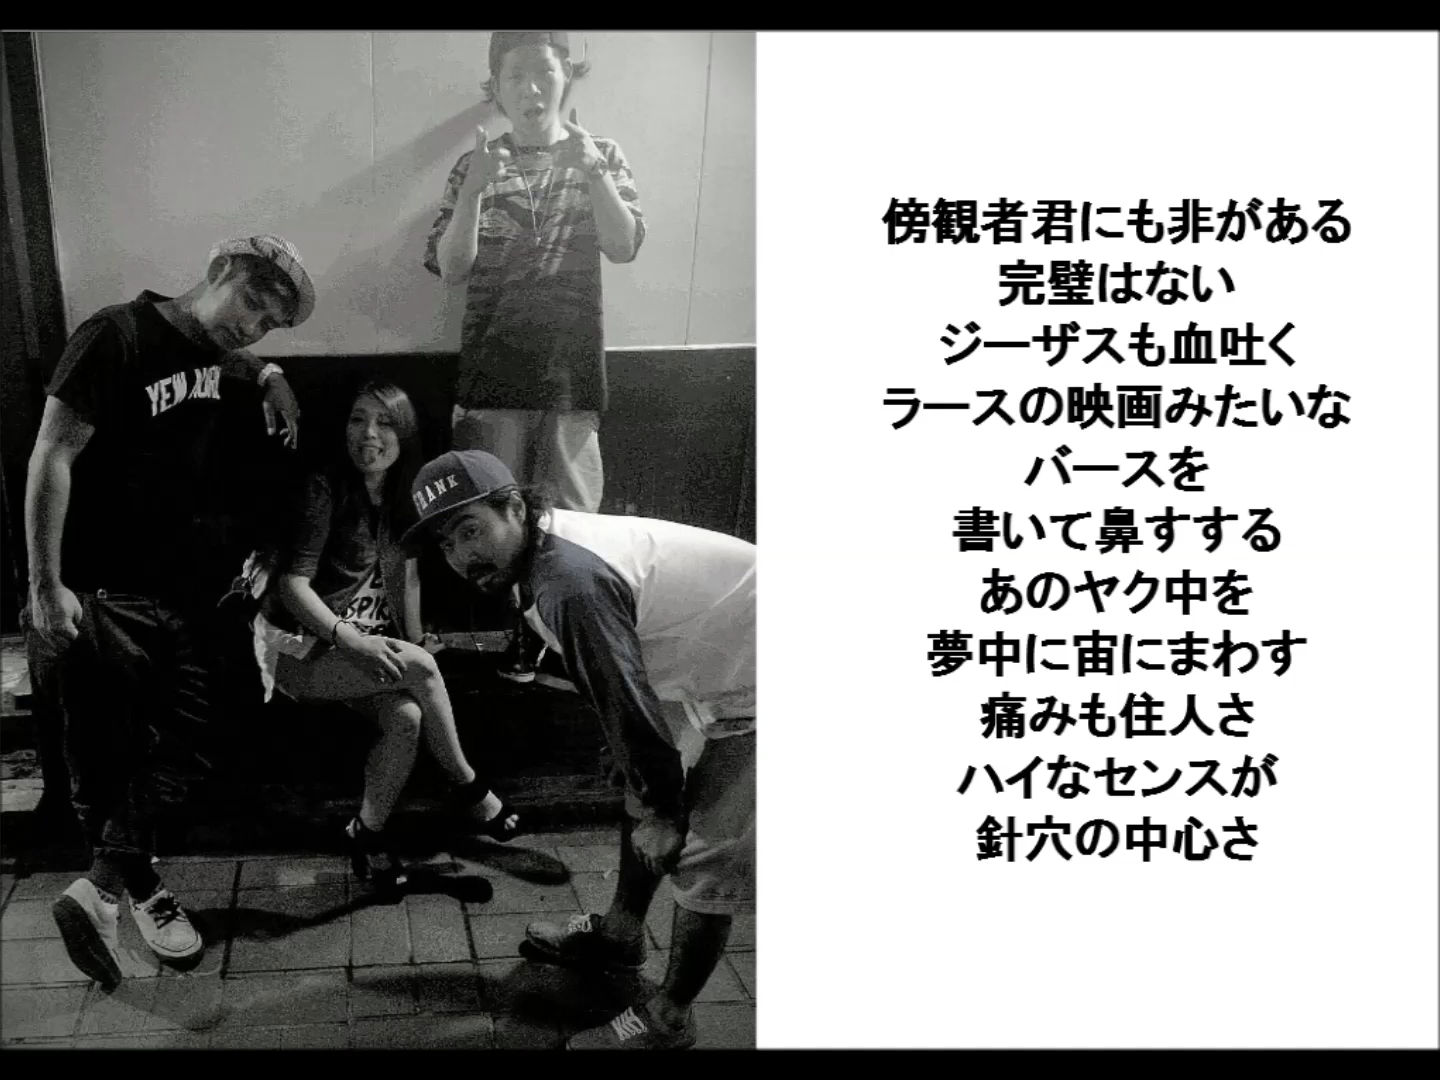 傍観者君にも非がある
完璧はない
ジーザスも血吐く
ラースの映画みたいな
バースを
書いて鼻すする
あのヤク中を
夢中に宙にまわす
痛みも住人さ
ハイなセンスが
針穴の中心さ
YEW
RANK
SPIK